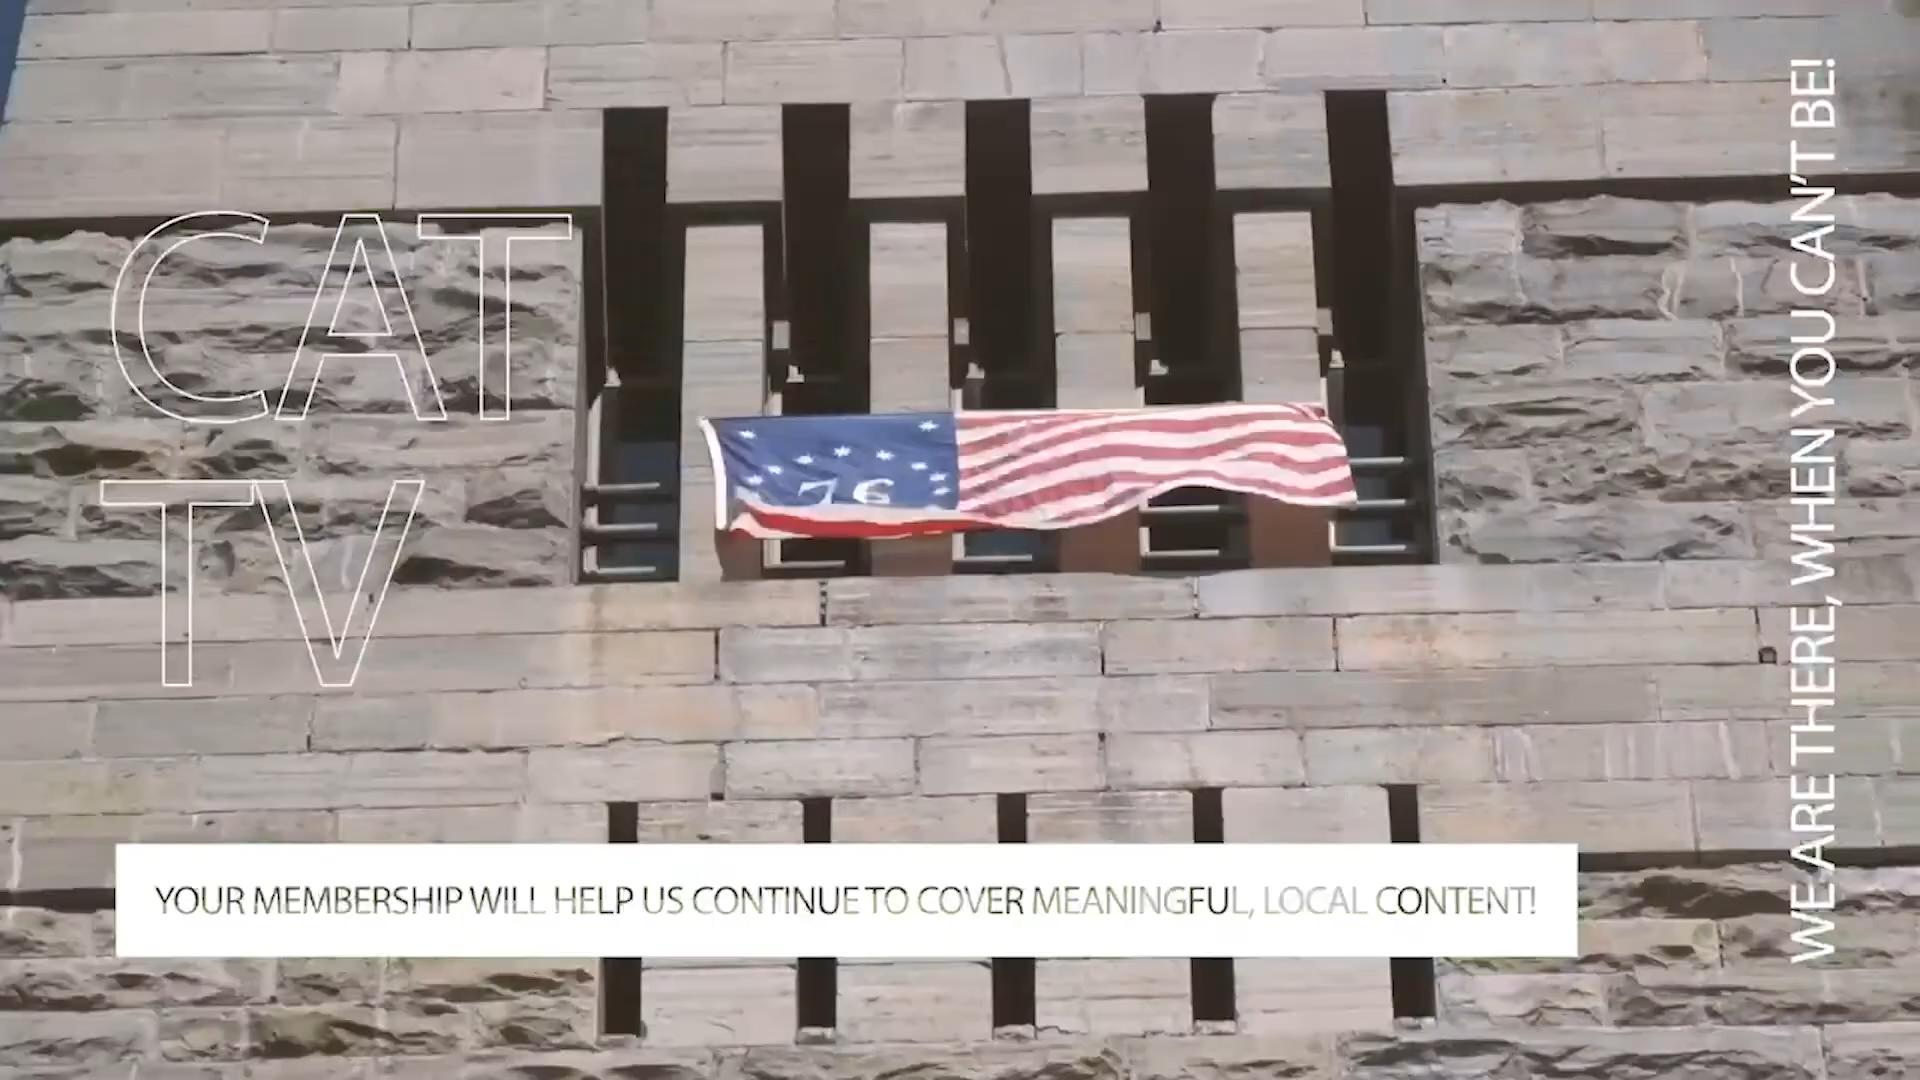 CAT
TV
76
YOUR MEMBERSHIP WILL HELP US CONTINUE TO COVER MEANINGFUL, LOCAL CONTENT!
WE ARE THERE, WHEN YOU CAN'T BE!